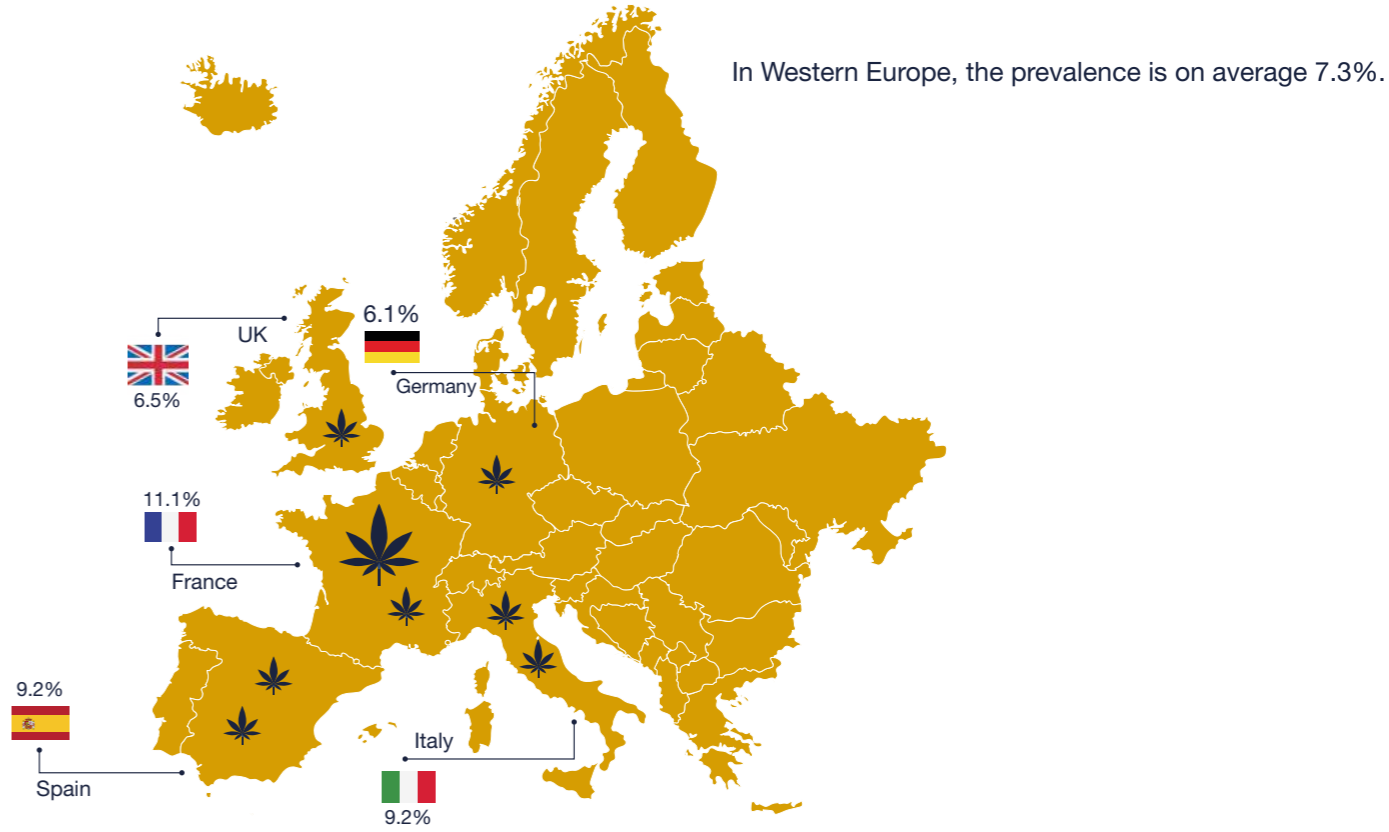 In Western Europe, the prevalence is on average 7.3%.
UK
6.5%
6.1%
Germany
11.1%
France
9.2%
Spain
Italy
9.2%